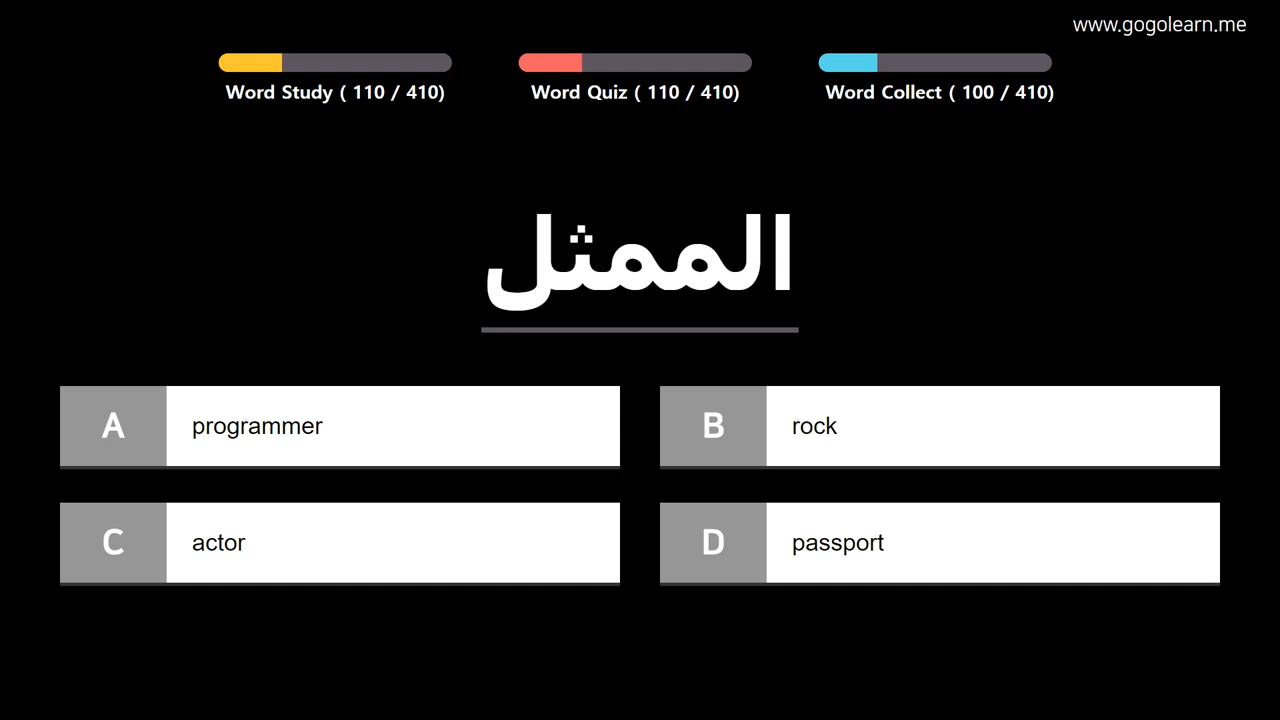 www.gogolearn.me
Word Study ( 110 / 410)
Word Quiz ( 110 / 410)
Word Collect ( 100 / 410)
الممثل
A programmer
B rock
C actor
D passport